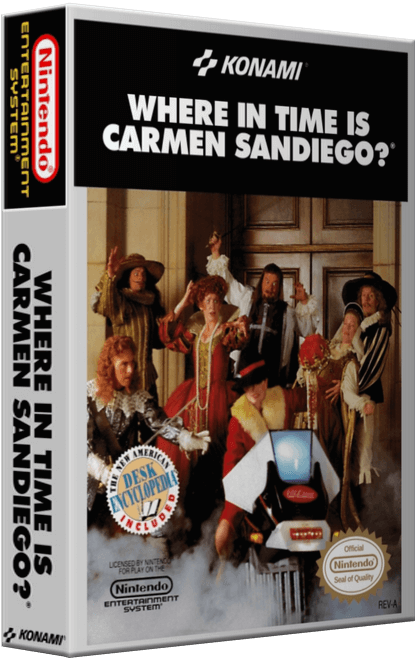 Nintendo®
ENTERTAINMENT
SYSTEM®
WHERE IN TIME IS
CARMEN SANDIEGO?®
KONAMI®
KONAMI®
WHERE IN TIME IS
CARMEN SANDIEGO?®
THE NEW AMERICAN
DESK
ENCYCLOPEDIA
INCLUDED
LICENSED BY NINTENDO
FOR PLAY ON THE
Nintendo®
ENTERTAINMENT
SYSTEM®
Official
Nintendo®
Seal of Quality
REV-A